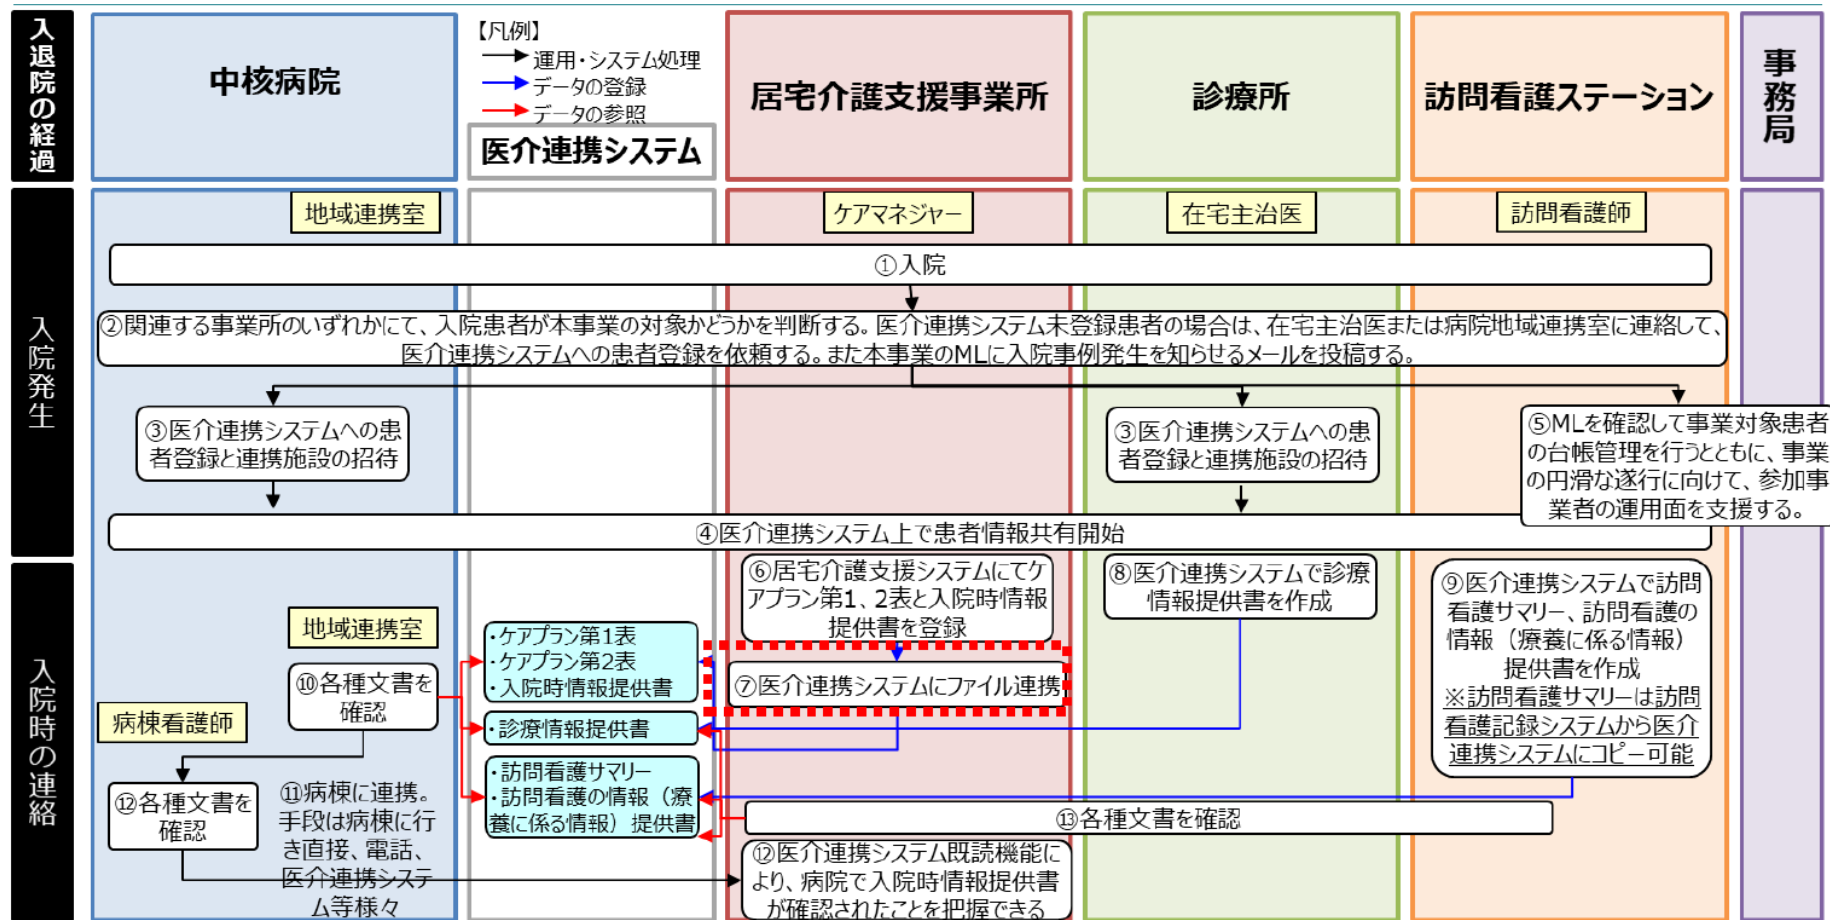 入退院の経過
中核病院
【凡例】
運用・システム処理
データの登録
データの参照
医介連携システム
居宅介護支援事業所
診療所
訪問看護ステーション
事務局
入院発生
地域連携室
ケアマネジャー
在宅主治医
訪問看護師
①入院
②関連する事業所のいずれかにて、入院患者が本事業の対象かどうかを判断する。医介連携システム未登録患者の場合は、在宅主治医または病院地域連携室に連絡して、
医介連携システムへの患者登録を依頼する。また本事業のMLに入院事例発生を知らせるメールを投稿する。
③医介連携システムへの患
者登録と連携施設の招待
③医介連携システムへの患
者登録と連携施設の招待
⑤MLを確認して事業対象患者
の台帳管理を行うとともに、事業
の円滑な遂行に向けて、参加事
業者の運用面を支援する。
④医介連携システム上で患者情報共有開始
入院時の連絡
地域連携室
⑩各種文書を
確認
病棟看護師
⑫各種文書を
確認
⑪病棟に連携。
手段は病棟に行
き直接、電話、
医介連携システ
ム等様々
・ケアプラン第1表
・ケアプラン第2表
・入院時情報提供書
・診療情報提供書
・訪問看護サマリー
・訪問看護の情報（療
養に係る情報）提供書
⑥居宅介護支援システムにてケ
アプラン第1、2表と入院時情報
提供書を登録
⑦医介連携システムにファイル連携
⑧医介連携システムで診療
情報提供書を作成
⑨医介連携システムで訪問
看護サマリー、訪問看護の
情報（療養に係る情報）
提供書を作成
※訪問看護サマリーは訪問
看護記録システムから医介
連携システムにコピー可能
⑬各種文書を確認
⑫医介連携システム既読機能に
より、病院で入院時情報提供書
が確認されたことを把握できる